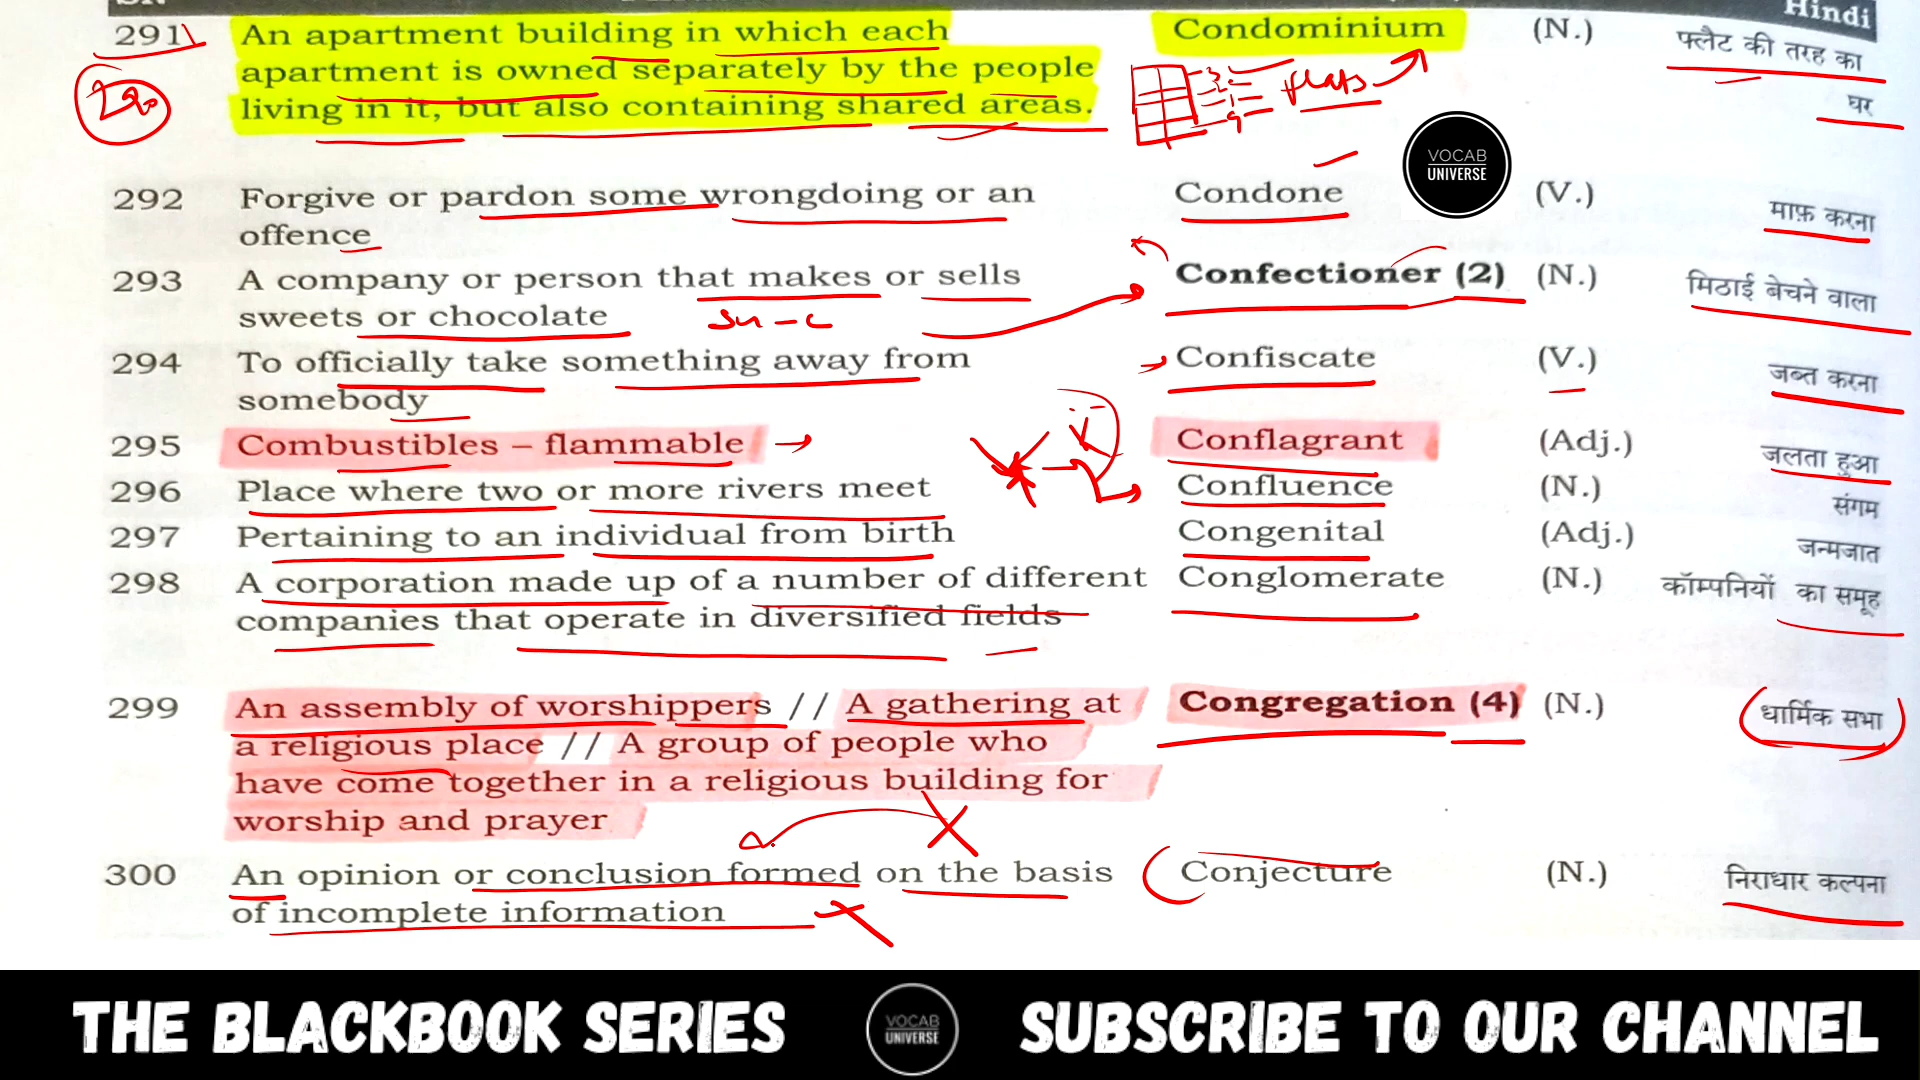 Hindi
291 An apartment building in which each Condominium (N.) फ्लैट की तरह का
apartment is owned separately by the people घर
living in it, but also containing shared areas.
flats
VOCAB
UNIVERSE
292 Forgive or pardon some wrongdoing or an Condone (V.) माफ़ करना
offence
293 A company or person that makes or sells Confectioner (2) (N.) मिठाई बेचने वाला
sweets or chocolate
294 To officially take something away from Confiscate (V.) जब्त करना
somebody
295 Combustibles – flammable Conflagrant (Adj.) जलता हुआ
296 Place where two or more rivers meet Confluence (N.) संगम
297 Pertaining to an individual from birth Congenital (Adj.) जन्मजात
298 A corporation made up of a number of different Conglomerate (N.) कॉम्पनियों का समूह
companies that operate in diversified fields
299 An assembly of worshippers // A gathering at Congregation (4) (N.) धार्मिक सभा
a religious place // A group of people who
have come together in a religious building for
worship and prayer
300 An opinion or conclusion formed on the basis Conjecture (N.) निराधार कल्पना
of incomplete information
THE BLACKBOOK SERIES VOCAB UNIVERSE SUBSCRIBE TO OUR CHANNEL